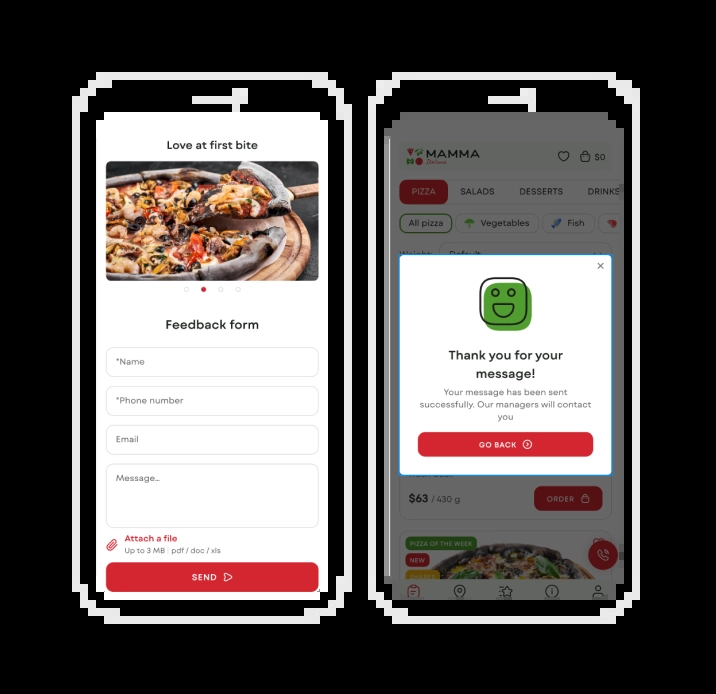 Love at first bite
Feedback form
*Name
*Phone number
Email
Message...
Attach a file
Up to 3 MB pdf / doc / xls
SEND
MAMMA
$0
PIZZA SALADS DESSERTS DRINKS
All pizza Vegetables Fish
Default
Thank you for your
message!
Your message has been sent
successfully. Our managers will contact
you
GO BACK
$63 / 430 g
ORDER
PIZZA OF THE WEEK
NEW